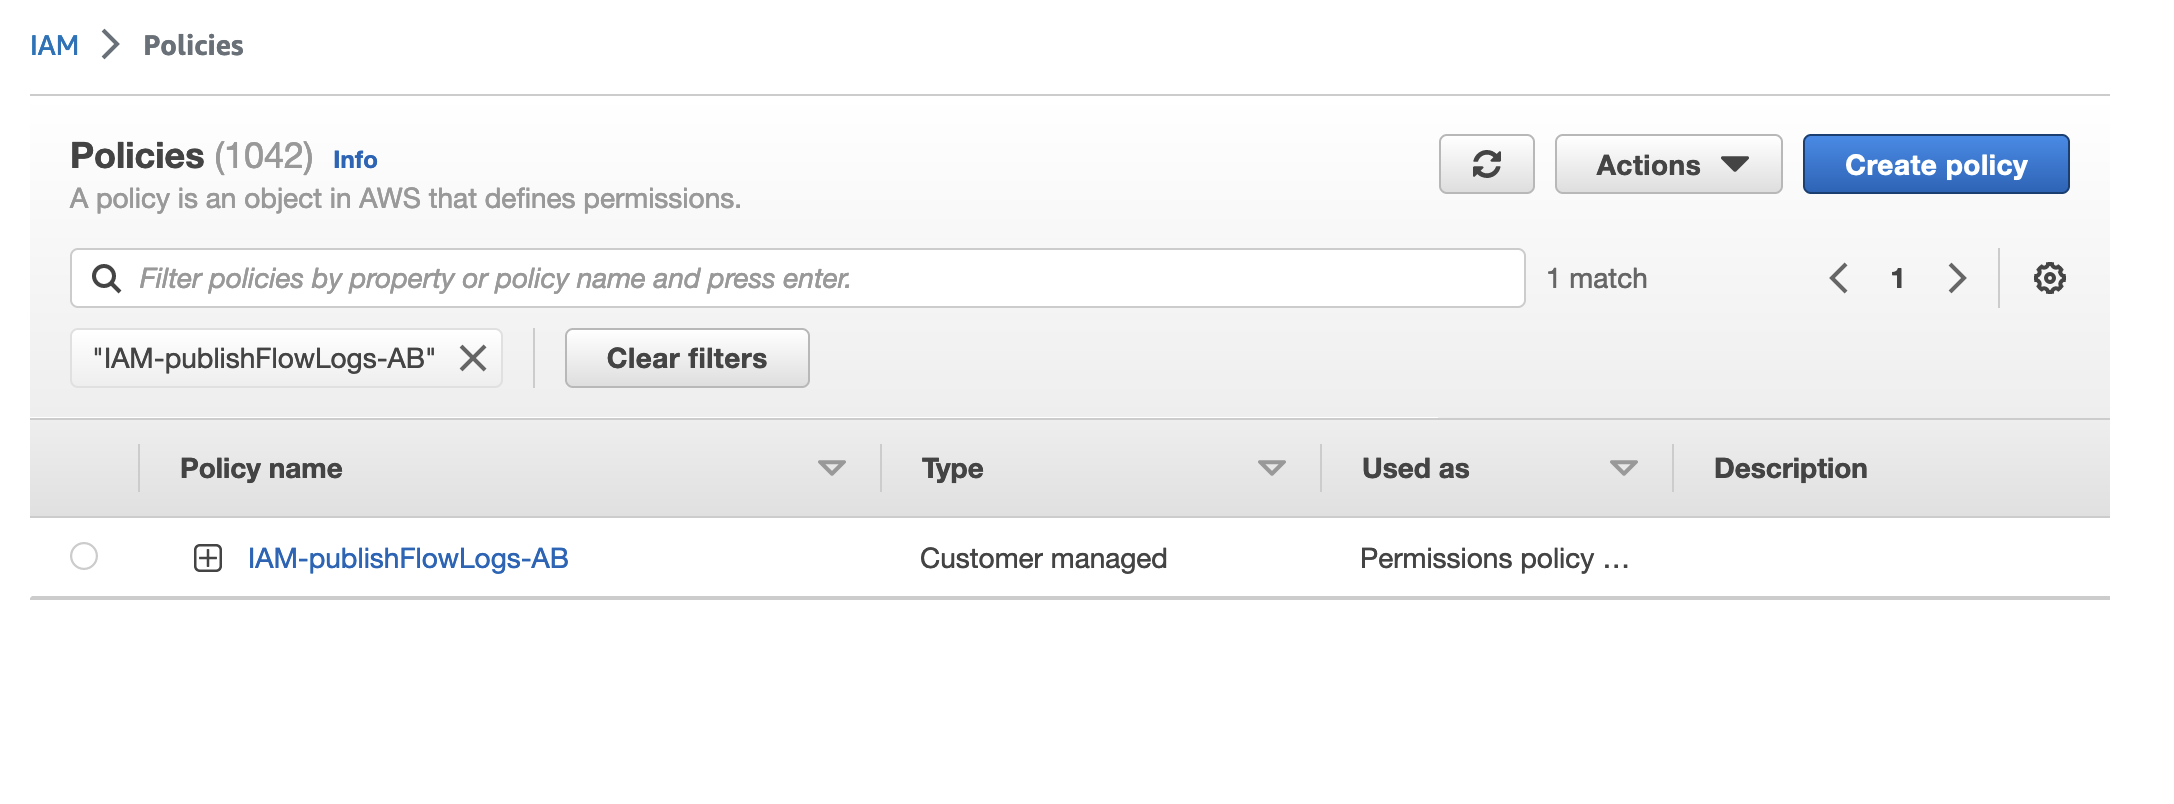 IAM > Policies
Policies (1042) Info
A policy is an object in AWS that defines permissions.
Actions
Create policy
Filter policies by property or policy name and press enter.
1 match
1
"IAM-publishFlowLogs-AB"
Clear filters
Policy name Type Used as Description
IAM-publishFlowLogs-AB Customer managed Permissions policy ...